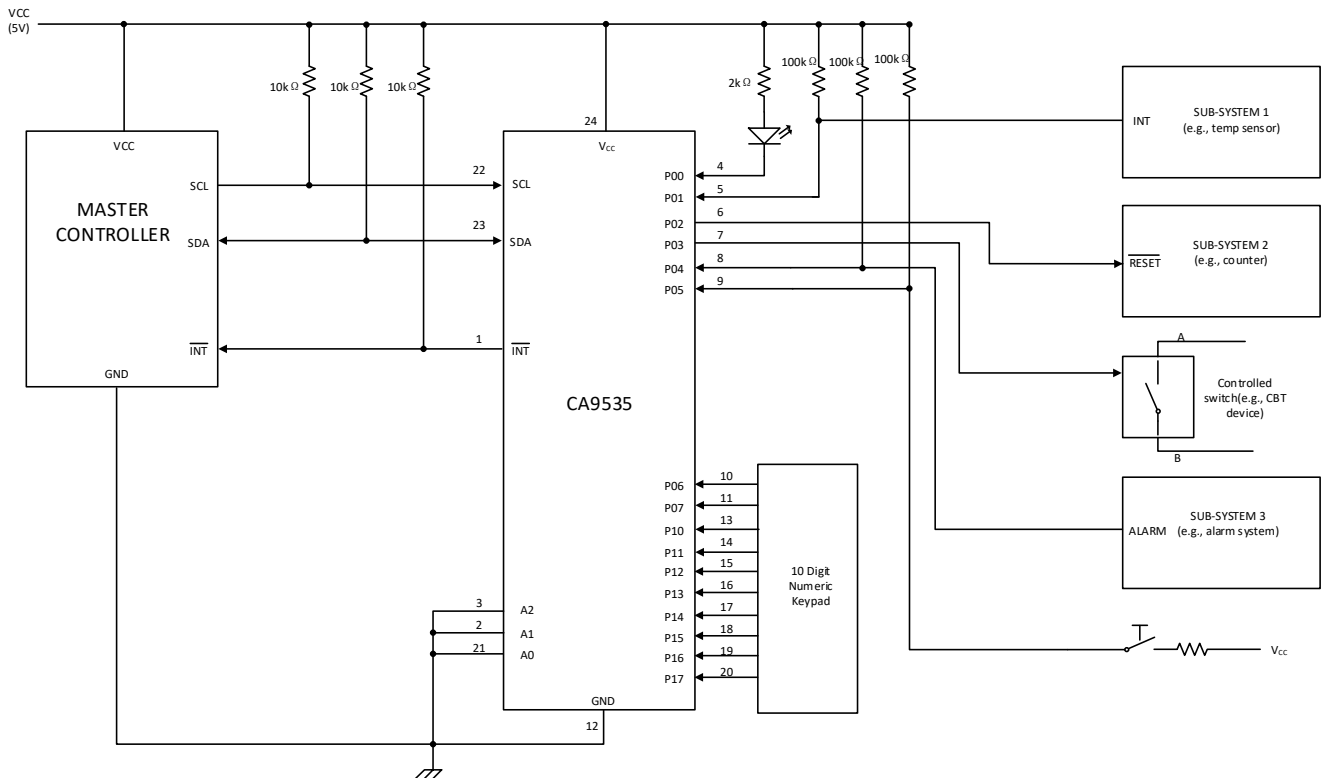 VCC
(5V)
10kΩ
10kΩ
10kΩ
2kΩ
100kΩ
100kΩ
100kΩ
VCC
SCL
MASTER
CONTROLLER
SDA
INT
GND
22
23
1
3
2
21
24
VCC
SCL
SDA
INT
CA9535
A2
A1
A0
GND
12
P00
P01
P02
P03
P04
P05
P06
P07
P10
P11
P12
P13
P14
P15
P16
P17
4
5
6
7
8
9
10
11
13
14
15
16
17
18
19
20
10 Digit
Numeric
Keypad
INT
SUB-SYSTEM 1
(e.g., temp sensor)
RESET
SUB-SYSTEM 2
(e.g., counter)
A
B
Controlled
switch(e.g., CBT
device)
ALARM
SUB-SYSTEM 3
(e.g., alarm system)
VCC